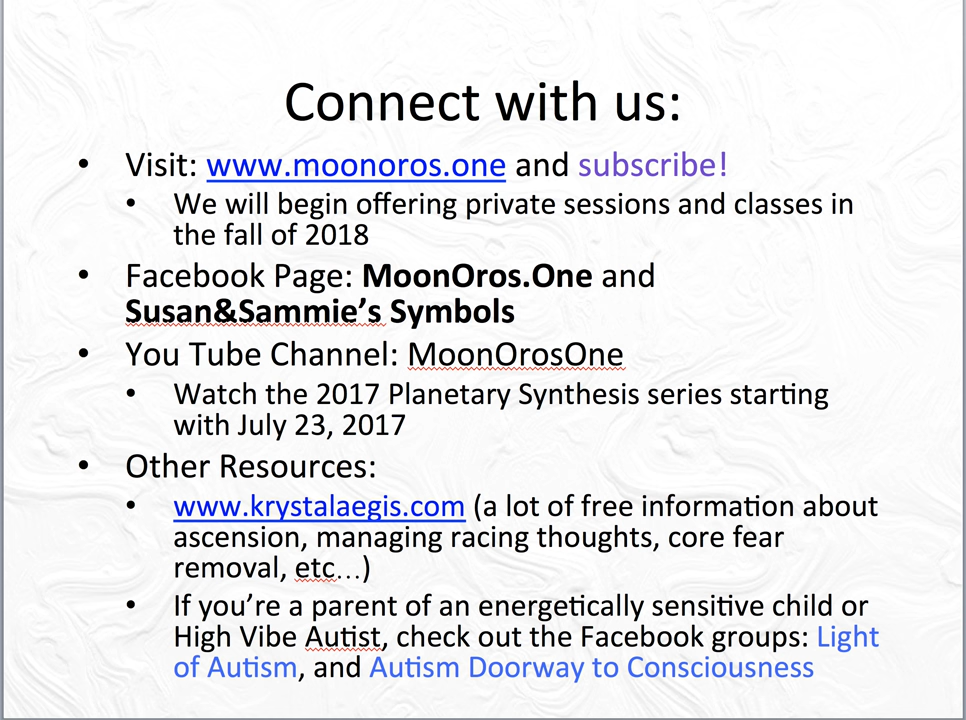 Connect with us:
• Visit: www.moonoros.one and subscribe!
• We will begin offering private sessions and classes in
the fall of 2018
• Facebook Page: MoonOros.One and
Susan&Sammie’s Symbols
• You Tube Channel: MoonOrosOne
• Watch the 2017 Planetary Synthesis series starting
with July 23, 2017
• Other Resources:
• www.krystalaegis.com (a lot of free information about
ascension, managing racing thoughts, core fear
removal, etc…)
• If you’re a parent of an energetically sensitive child or
High Vibe Autist, check out the Facebook groups: Light
of Autism, and Autism Doorway to Consciousness